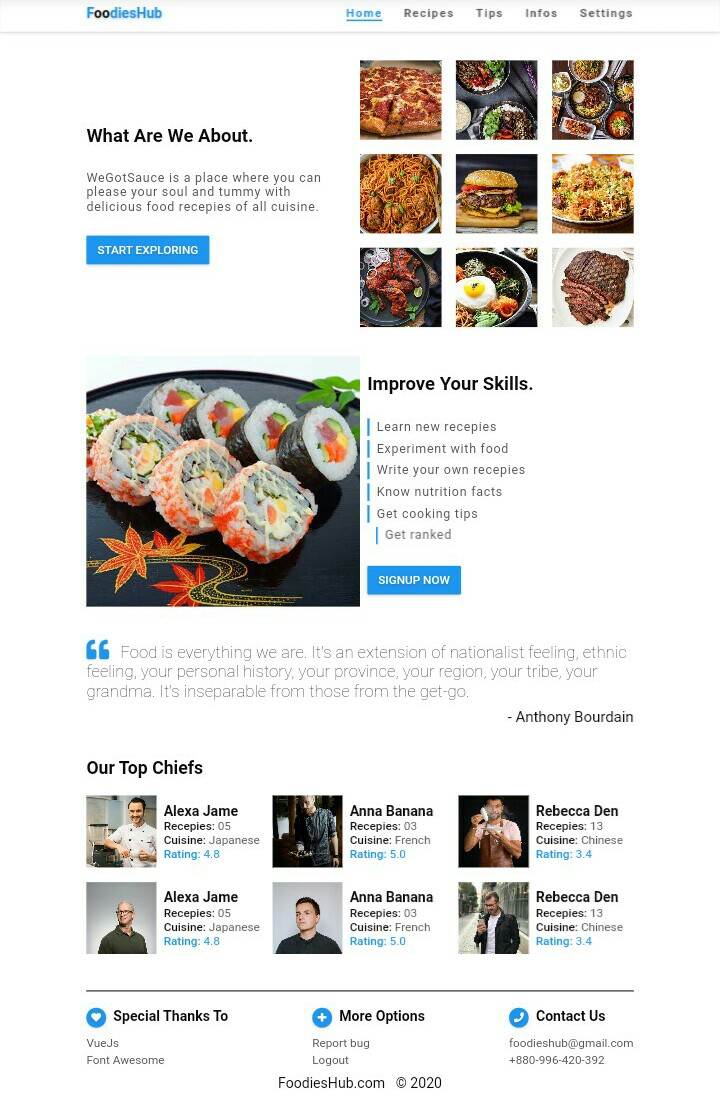 FoodiesHub
Home Recipes Tips Infos Settings
What Are We About.
WeGotSauce is a place where you can
please your soul and tummy with
delicious food recepies of all cuisine.
START EXPLORING
Improve Your Skills.
Learn new recepies
Experiment with food
Write your own recepies
Know nutrition facts
Get cooking tips
Get ranked
SIGNUP NOW
“ Food is everything we are. It's an extension of nationalist feeling, ethnic
feeling, your personal history, your province, your region, your tribe, your
grandma. It's inseparable from those from the get-go.
- Anthony Bourdain
Our Top Chiefs
Alexa Jame
Recepies: 05
Cuisine: Japanese
Rating: 4.8
Anna Banana
Recepies: 03
Cuisine: French
Rating: 5.0
Rebecca Den
Recepies: 13
Cuisine: Chinese
Rating: 3.4
Alexa Jame
Recepies: 05
Cuisine: Japanese
Rating: 4.8
Anna Banana
Recepies: 03
Cuisine: French
Rating: 5.0
Rebecca Den
Recepies: 13
Cuisine: Chinese
Rating: 3.4
Special Thanks To
VueJs
Font Awesome
More Options
Report bug
Logout
Contact Us
foodieshub@gmail.com
+880-996-420-392
FoodiesHub.com © 2020